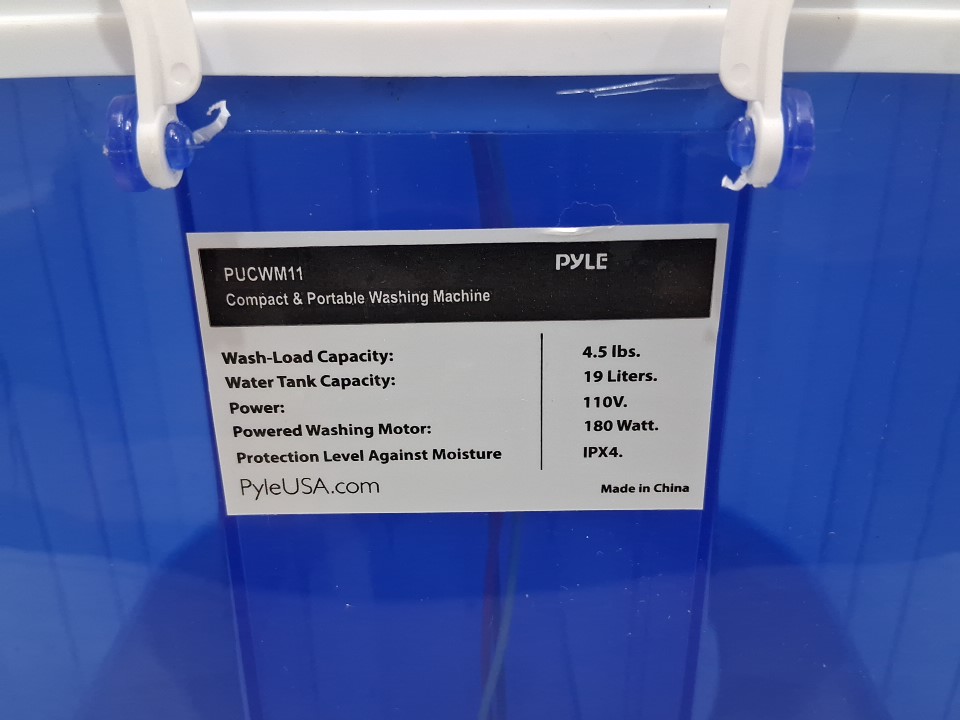 PUCWM11
PYLE
Compact & Portable Washing Machine
Wash-Load Capacity: 4.5 lbs.
Water Tank Capacity: 19 Liters.
Power: 110V.
Powered Washing Motor: 180 Watt.
Protection Level Against Moisture IPX4.
PyleUSA.com
Made in China